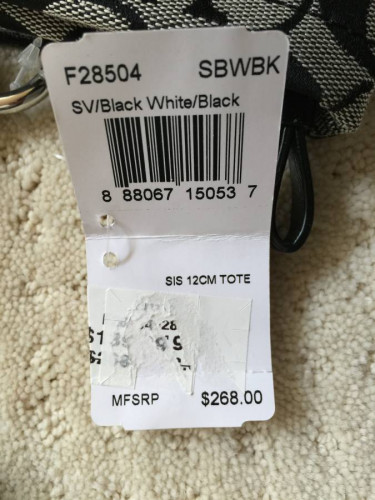 F28504 SBWBK
SV/Black White/Black
8 88067 15053 7
SIS 12CM TOTE
MFSRP $268.00